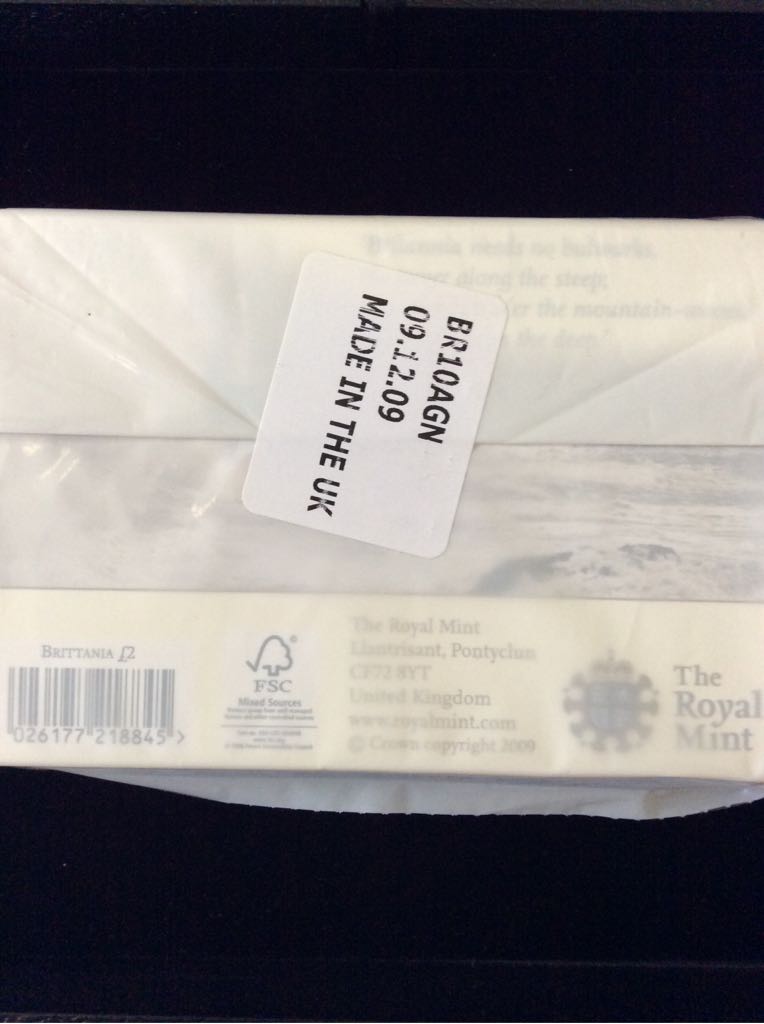 needs no bulwarks,
along the steep;
the mountain-waves,
the deep."
BR10AGN
09.12.09
MADE IN THE UK
BRITTANIA £2
026177 218845 >
FSC
Mixed Sources
The Royal Mint
Llantrisant, Pontyclun
CF72 8YT
United Kingdom
www.royalmint.com
© Crown copyright 2009
The
Royal
Mint